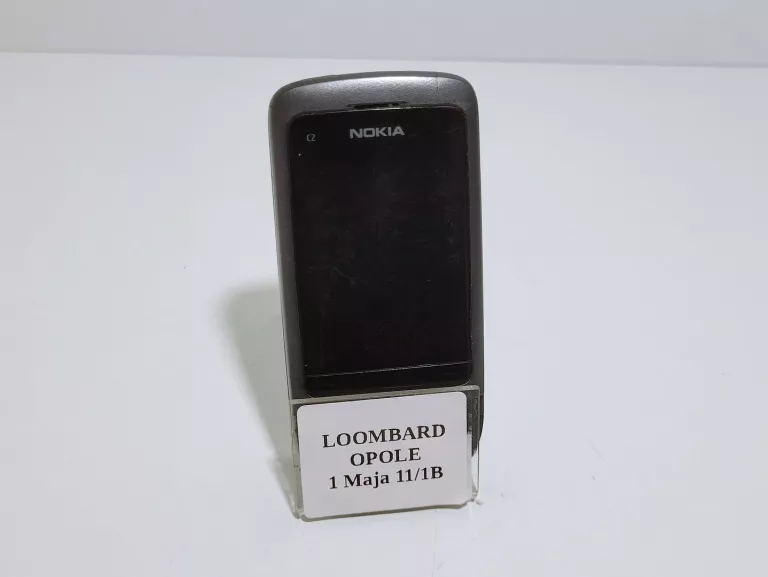 C2 NOKIA
LOOMBARD
OPOLE
1 Maja 11/1B